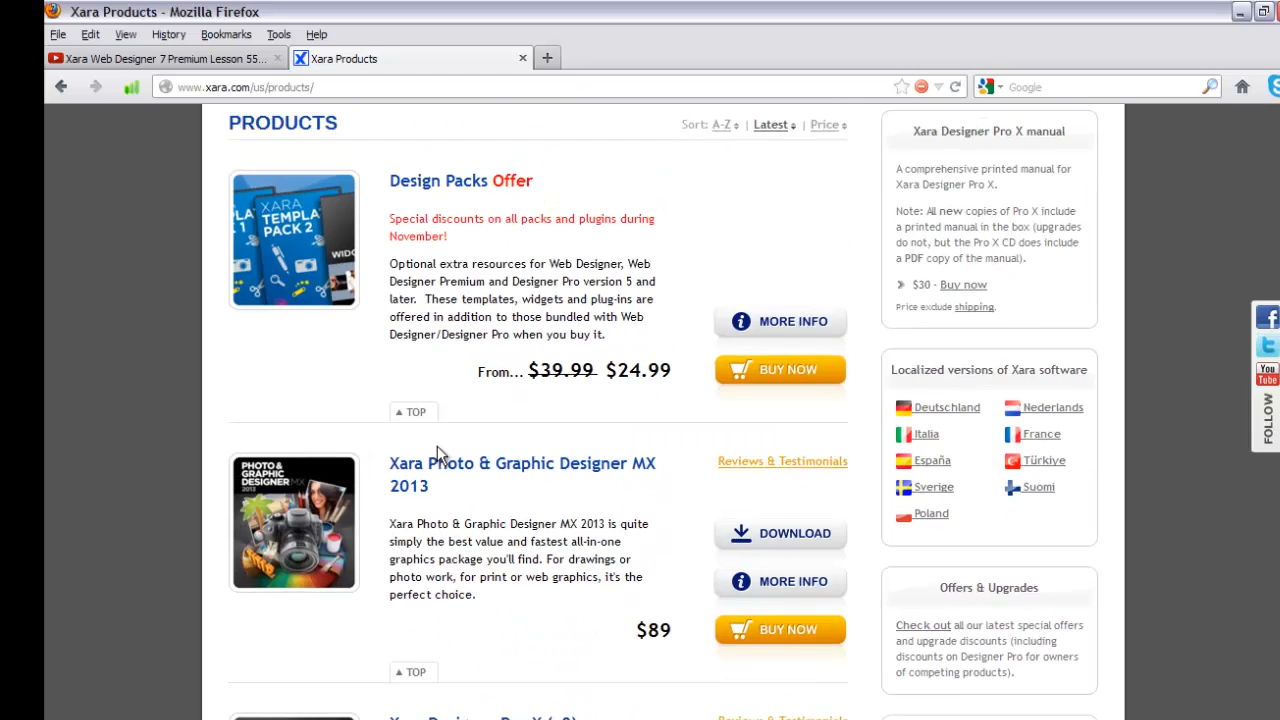 Xara Products - Mozilla Firefox
File Edit View History Bookmarks Tools Help
Xara Web Designer 7 Premium Lesson 55...
Xara Products
www.xara.com/us/products/
Google
PRODUCTS
Sort: A-Z | Latest | Price
XARA
TEMPLATE
PACK 2
Design Packs Offer
Special discounts on all packs and plugins during
November!
Optional extra resources for Web Designer, Web
Designer Premium and Designer Pro version 5 and
later. These templates, widgets and plug-ins are
offered in addition to those bundled with Web
Designer/Designer Pro when you buy it.
From... $39.99 $24.99
MORE INFO
BUY NOW
TOP
PHOTO &
GRAPHIC
DESIGNER MX
2013
Xara Photo & Graphic Designer MX
2013
Reviews & Testimonials
Xara Photo & Graphic Designer MX 2013 is quite
simply the best value and fastest all-in-one
graphics package you'll find. For drawings or
photo work, for print or web graphics, it's the
perfect choice.
$89
DOWNLOAD
MORE INFO
BUY NOW
TOP
Xara Designer Pro X (v8)
Reviews & Testimonials
Xara Designer Pro X manual
A comprehensive printed manual for
Xara Designer Pro X.
Note: All new copies of Pro X include
a printed manual in the box (upgrades
do not, but the Pro X CD does include
a PDF copy of the manual).
$30 - Buy now
Price exclude shipping.
Localized versions of Xara software
Deutschland Nederlands
Italia France
España Türkiye
Sverige Suomi
Poland
Offers & Upgrades
Check out all our latest special offers
and upgrade discounts (including
discounts on Designer Pro for owners
of competing products).
You
Tube
FOLLOW